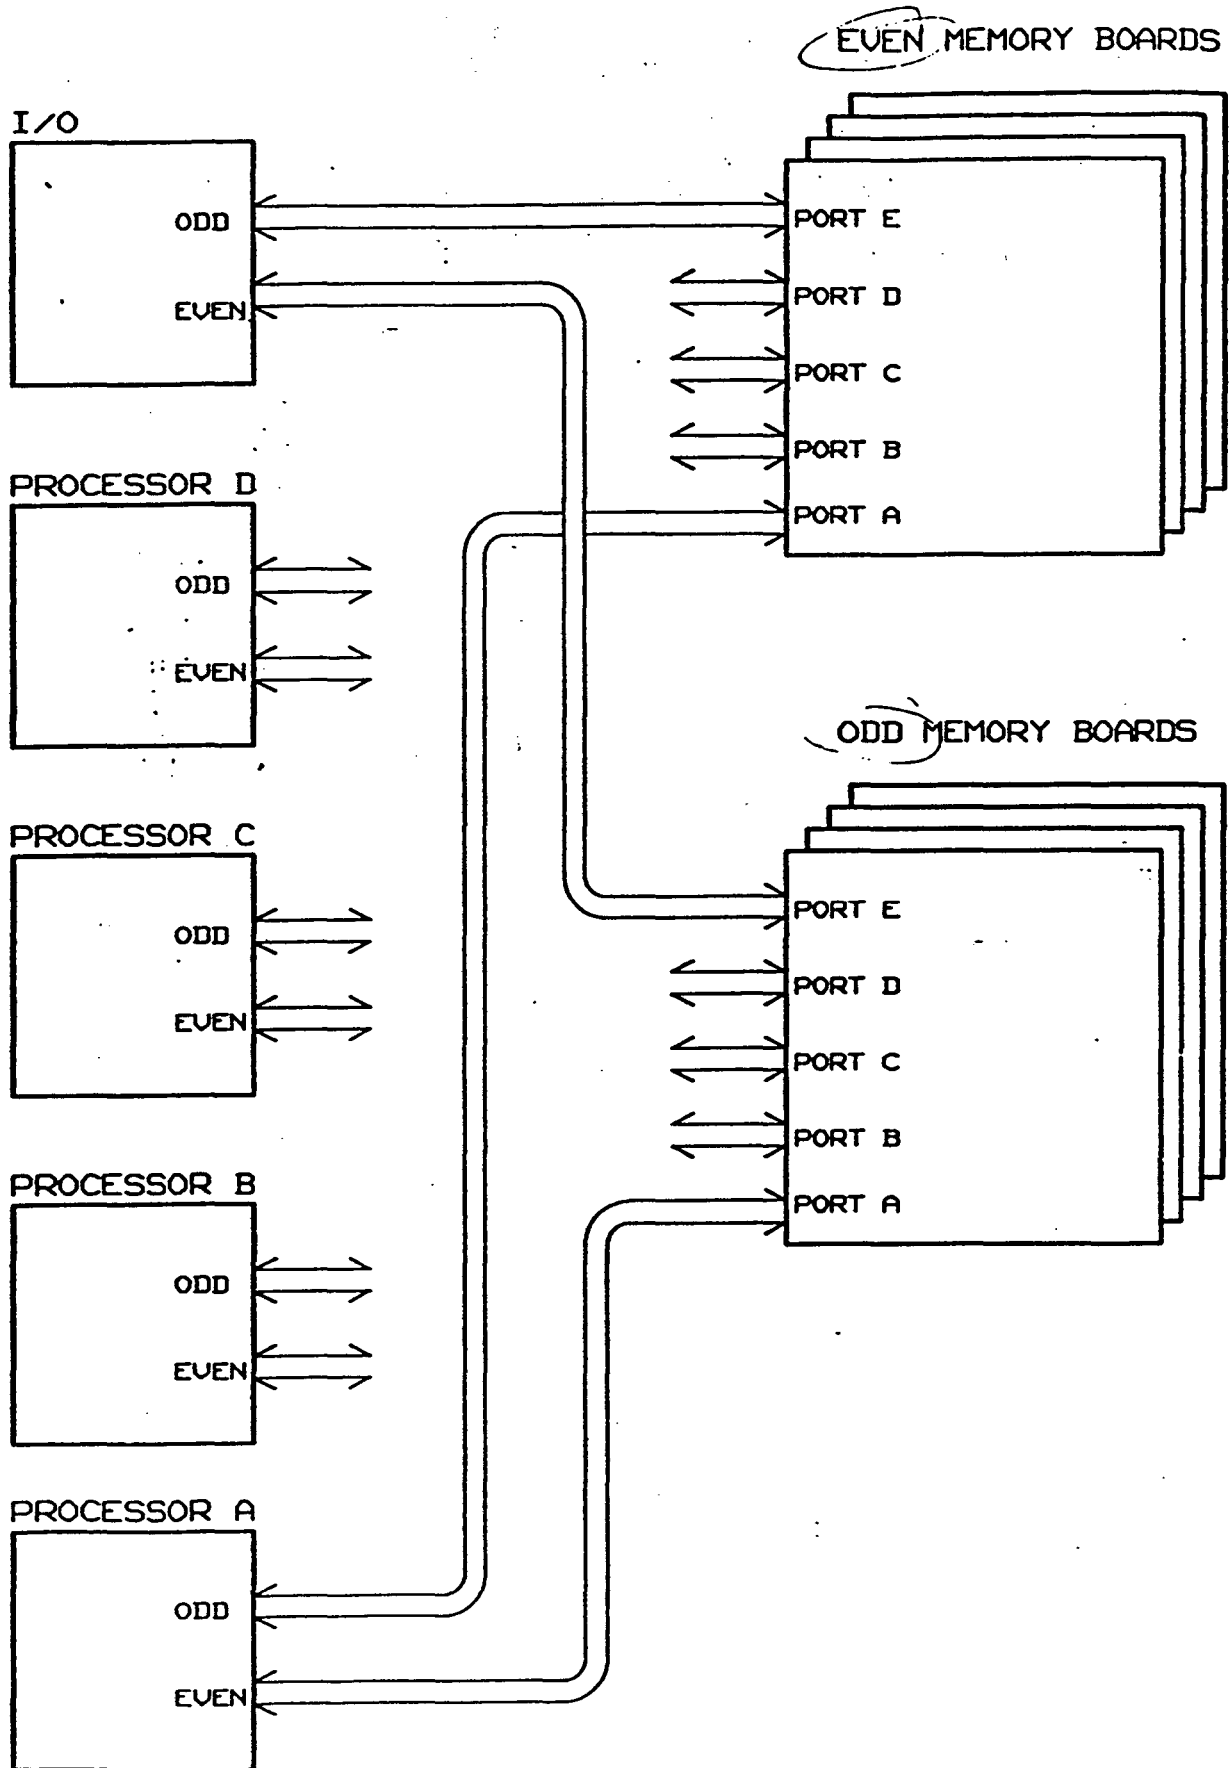 EVEN MEMORY BOARDS
I/O
ODD
EVEN
PORT E
PORT D
PORT C
PORT B
PORT A
PROCESSOR D
ODD
EVEN
ODD MEMORY BOARDS
PORT E
PORT D
PORT C
PORT B
PORT A
PROCESSOR C
ODD
EVEN
PROCESSOR B
ODD
EVEN
PROCESSOR A
ODD
EVEN